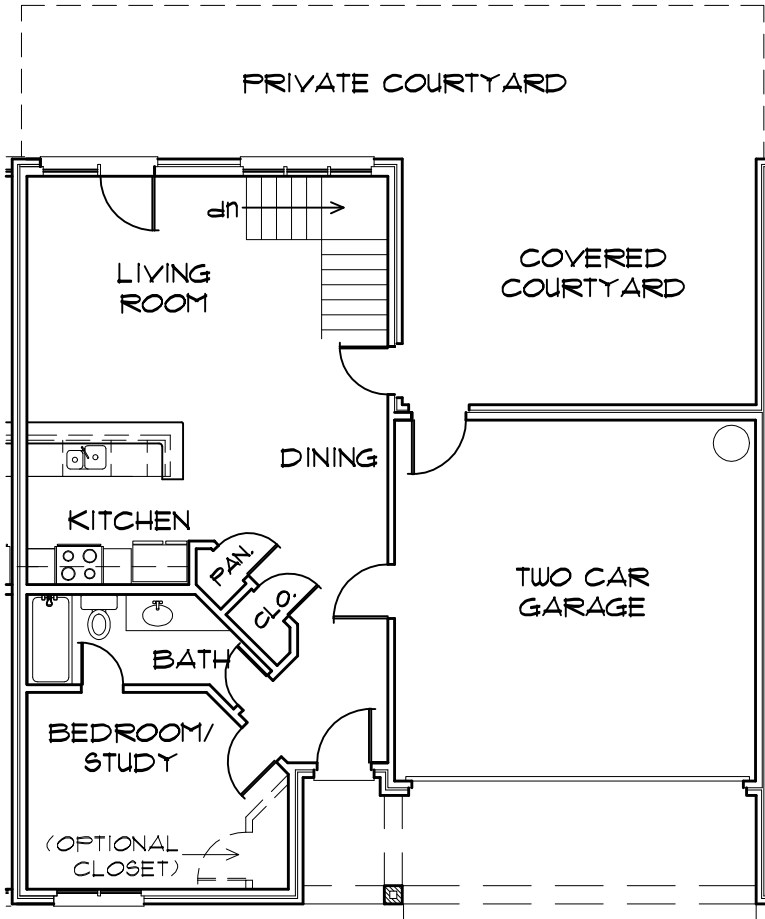 PRIVATE COURTYARD
UP
LIVING
ROOM
COVERED
COURTYARD
DINING
KITCHEN
PAN.
CLO.
TWO CAR
GARAGE
BATH
BEDROOM/
STUDY
(OPTIONAL
CLOSET)